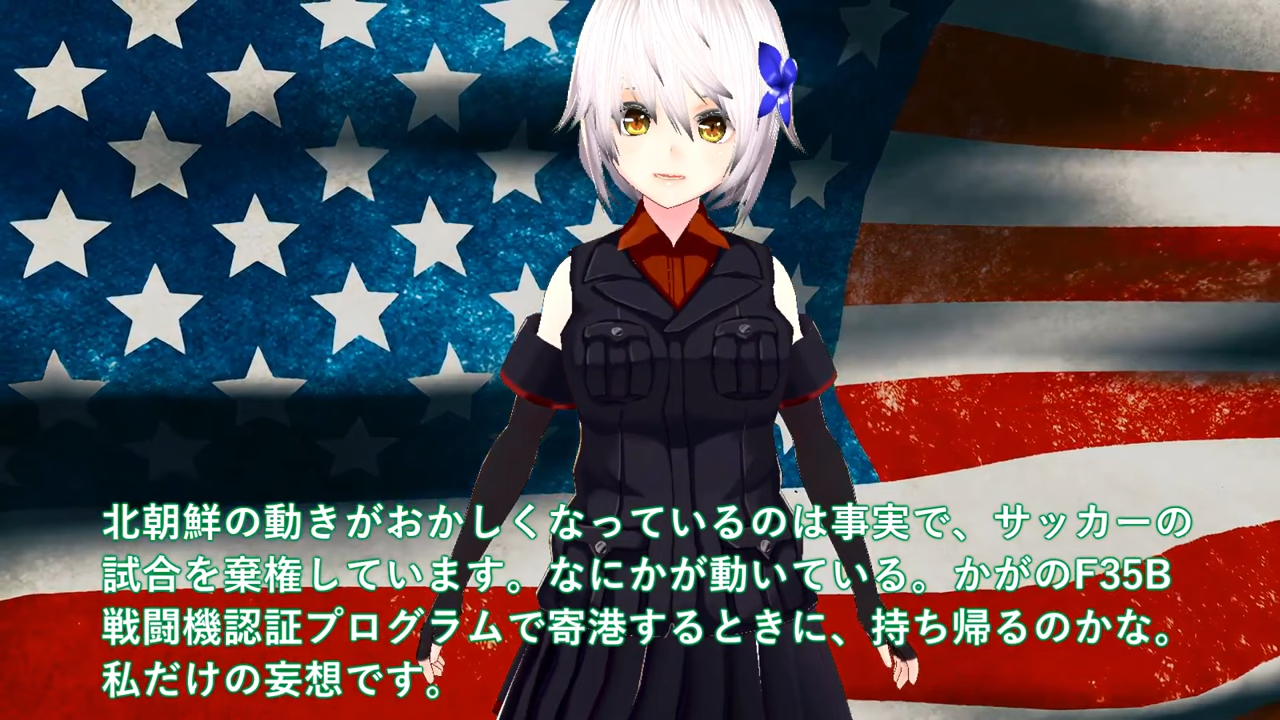 北朝鮮の動きがおかしくなっているのは事実で、サッカーの
試合を棄権しています。なにかが動いている。かがのF35B
戦闘機認証プログラムで寄港するときに、持ち帰るのかな。
私だけの妄想です。